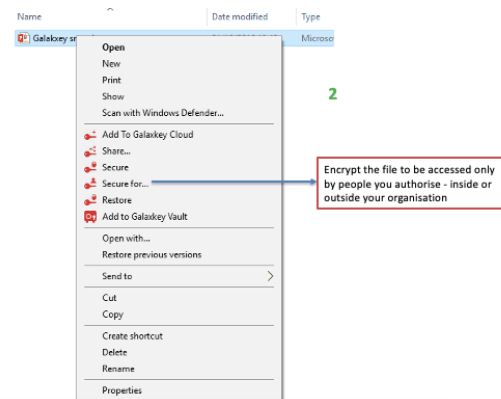 Name Date modified Type
Galaxkey Microso
Open
New
Print
Show
Scan with Windows Defender...
Add To Galaxkey Cloud
Share...
Secure
Secure for...
Restore
Add to Galaxkey Vault
Open with...
Restore previous versions
Send to
Cut
Copy
Create shortcut
Delete
Rename
Properties
2
Encrypt the file to be accessed only
by people you authorise - inside or
outside your organisation